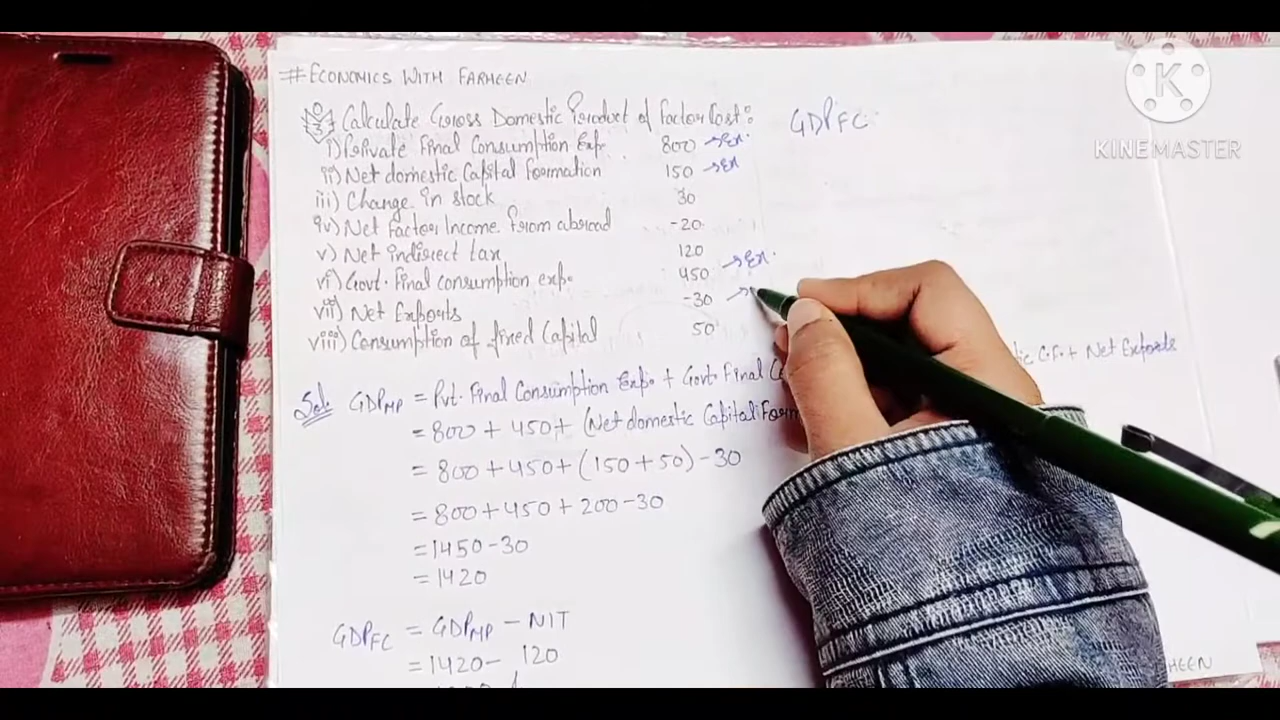 # ECONOMICS WITH FARHEEN
Q3 Calculate Gross Domestic Product of Factor Cost:
GDPFC
i) Private Final Consumption Exp. 800 → Ex.
ii) Net domestic Capital Formation 150 → Ex
iii) Change in stock 30
iv) Net Factor Income from abroad -20
v) Net indirect tax 120
vi) Govt. Final consumption exp. 450 → Ex.
vii) Net Exports -30 →
viii) Consumption of fixed Capital 50
Sol. GDPMP = Pvt. Final Consumption Exp. + Govt. Final C.F. + Net Exports
= 800 + 450 + (Net domestic Capital
= 800 + 450 + (150 + 50) - 30
= 800 + 450 + 200 - 30
= 1450 - 30
= 1420
GDPFC = GDPMP - NIT
= 1420 - 120
K
KINEMASTER